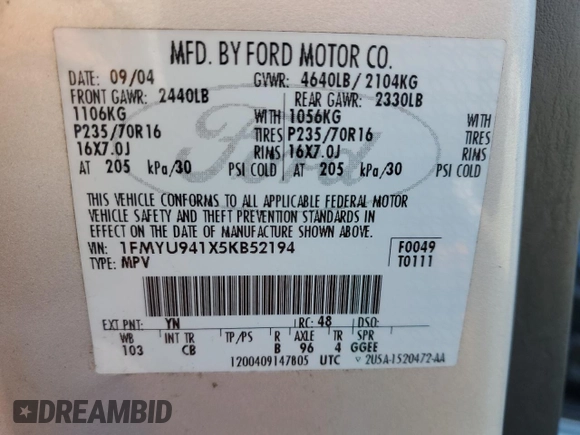 MFD. BY FORD MOTOR CO.
DATE: 09/04 GVWR: 4640LB/ 2104KG
FRONT GAWR: 2440LB REAR GAWR: 2330LB
1106KG WITH 1056KG WITH
P235/70R16 TIRES P235/70R16 TIRES
16X7.0J RIMS 16X7.0J RIMS
AT 205 kPa/30 PSI COLD AT 205 kPa/30 PSI COLD
THIS VEHICLE CONFORMS TO ALL APPLICABLE FEDERAL MOTOR
VEHICLE SAFETY AND THEFT PREVENTION STANDARDS IN
EFFECT ON THE DATE OF MANUFACTURE SHOWN ABOVE.
VIN: 1FMYU941X5KB52194 F0049
TYPE: MPV T0111
EXT PNT: YN RC: 48 DSO:
WB INT TR TP/PS R AXLE TR SPR
103 CB B 96 4 GGEE
1200409147805 UTC 2U5A-1520472-AA
Ford
DREAMBID